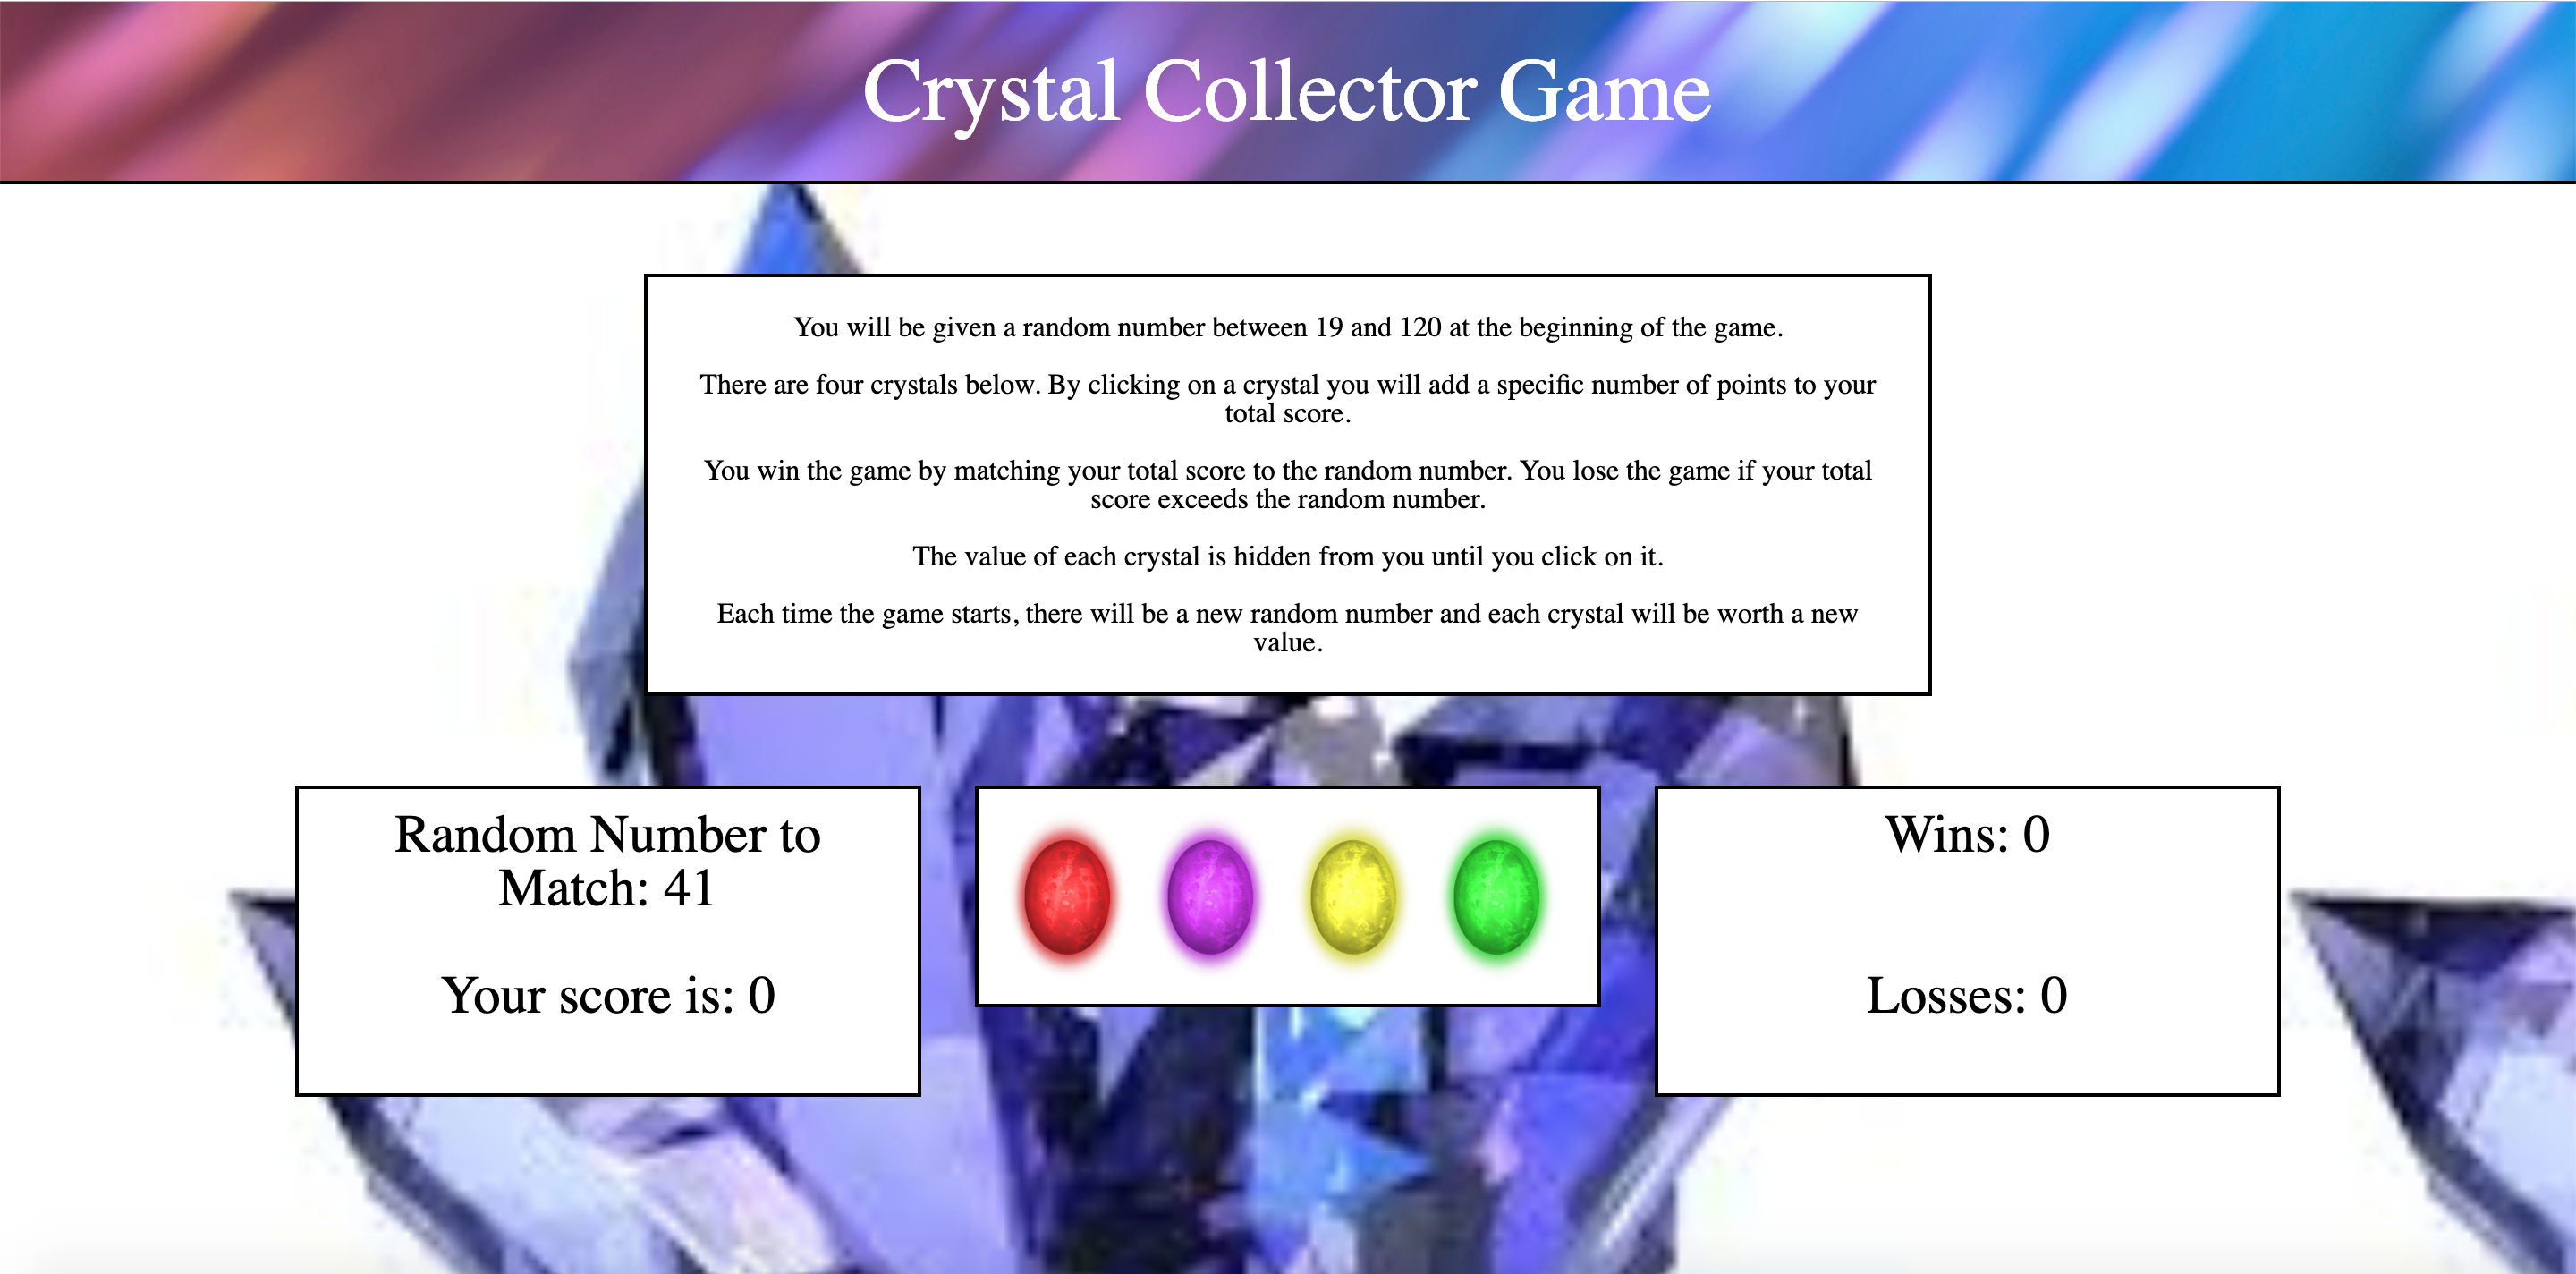 Crystal Collector Game
You will be given a random number between 19 and 120 at the beginning of the game.
There are four crystals below. By clicking on a crystal you will add a specific number of points to your
total score.
You win the game by matching your total score to the random number. You lose the game if your total
score exceeds the random number.
The value of each crystal is hidden from you until you click on it.
Each time the game starts, there will be a new random number and each crystal will be worth a new
value.
Random Number to
Match: 41
Your score is: 0
Wins: 0
Losses: 0